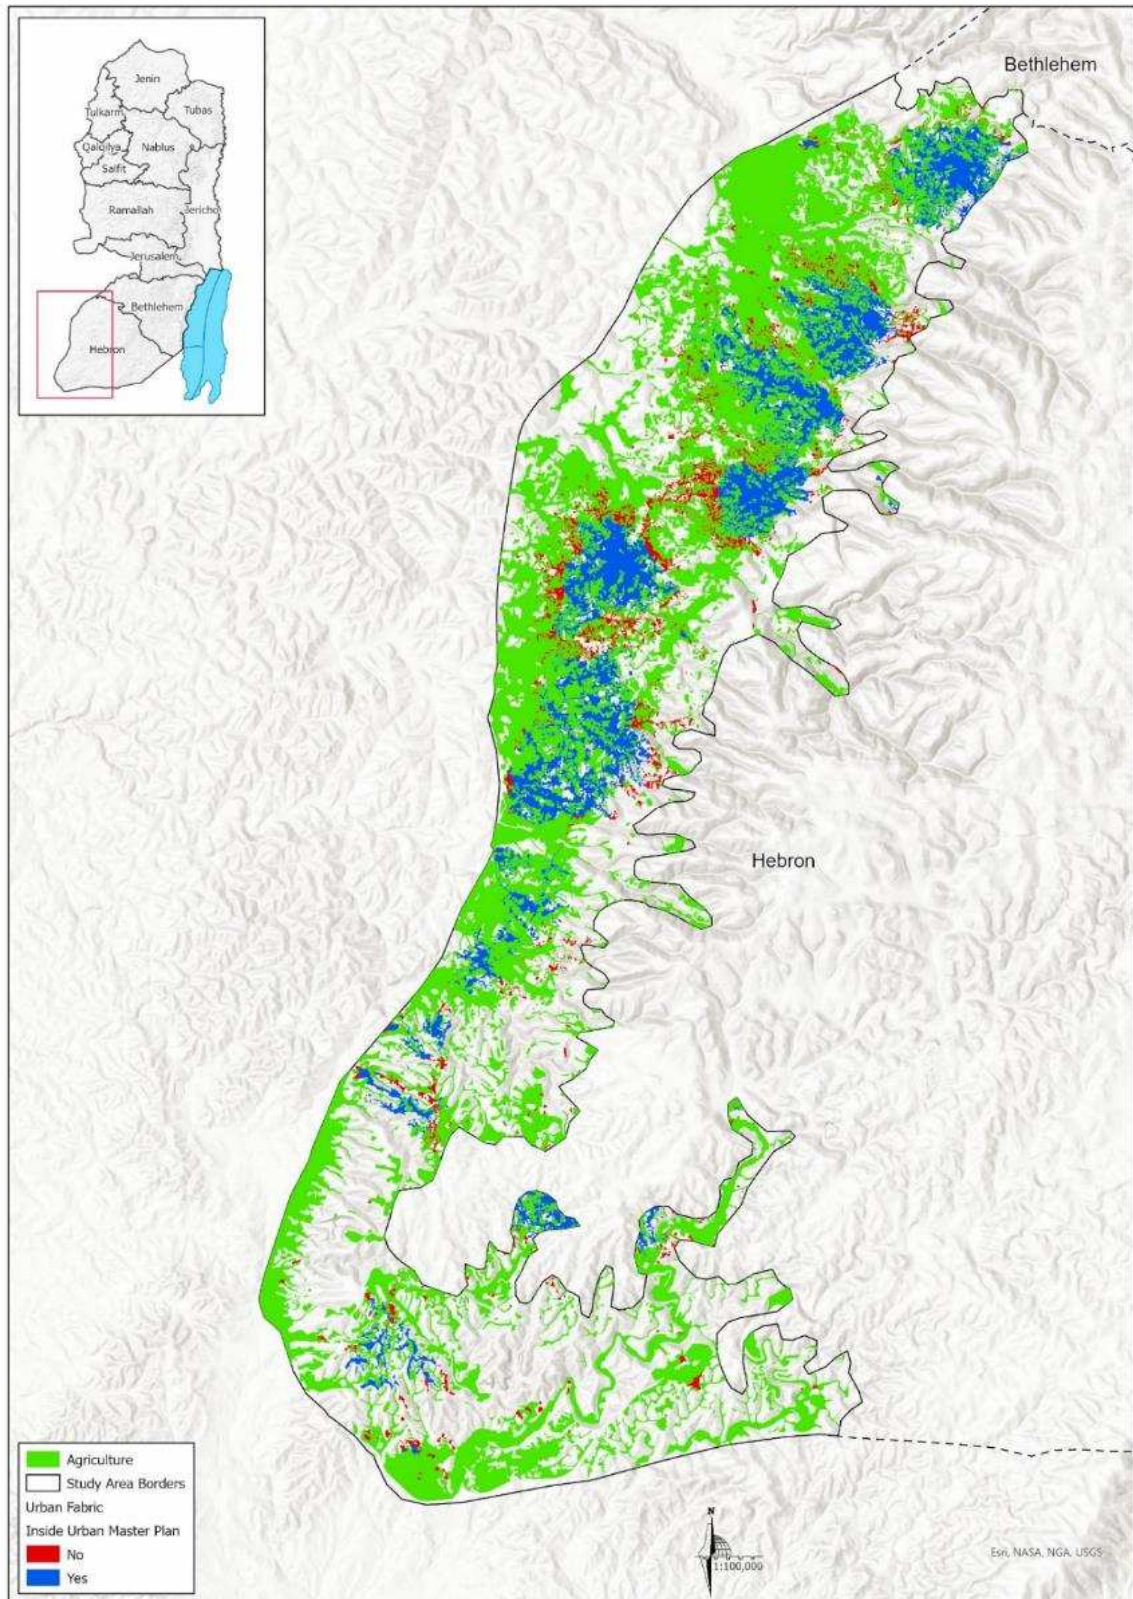 Bethlehem
Jenin
Tulkarm
Tubas
Qalqilya
Nablus
Salfit
Ramallah
Jericho
Jerusalem
Bethlehem
Hebron
Hebron
Agriculture
Study Area Borders
Urban Fabric
Inside Urban Master Plan
No
Yes
N
1:100,000
Esri, NASA, NGA, USGS